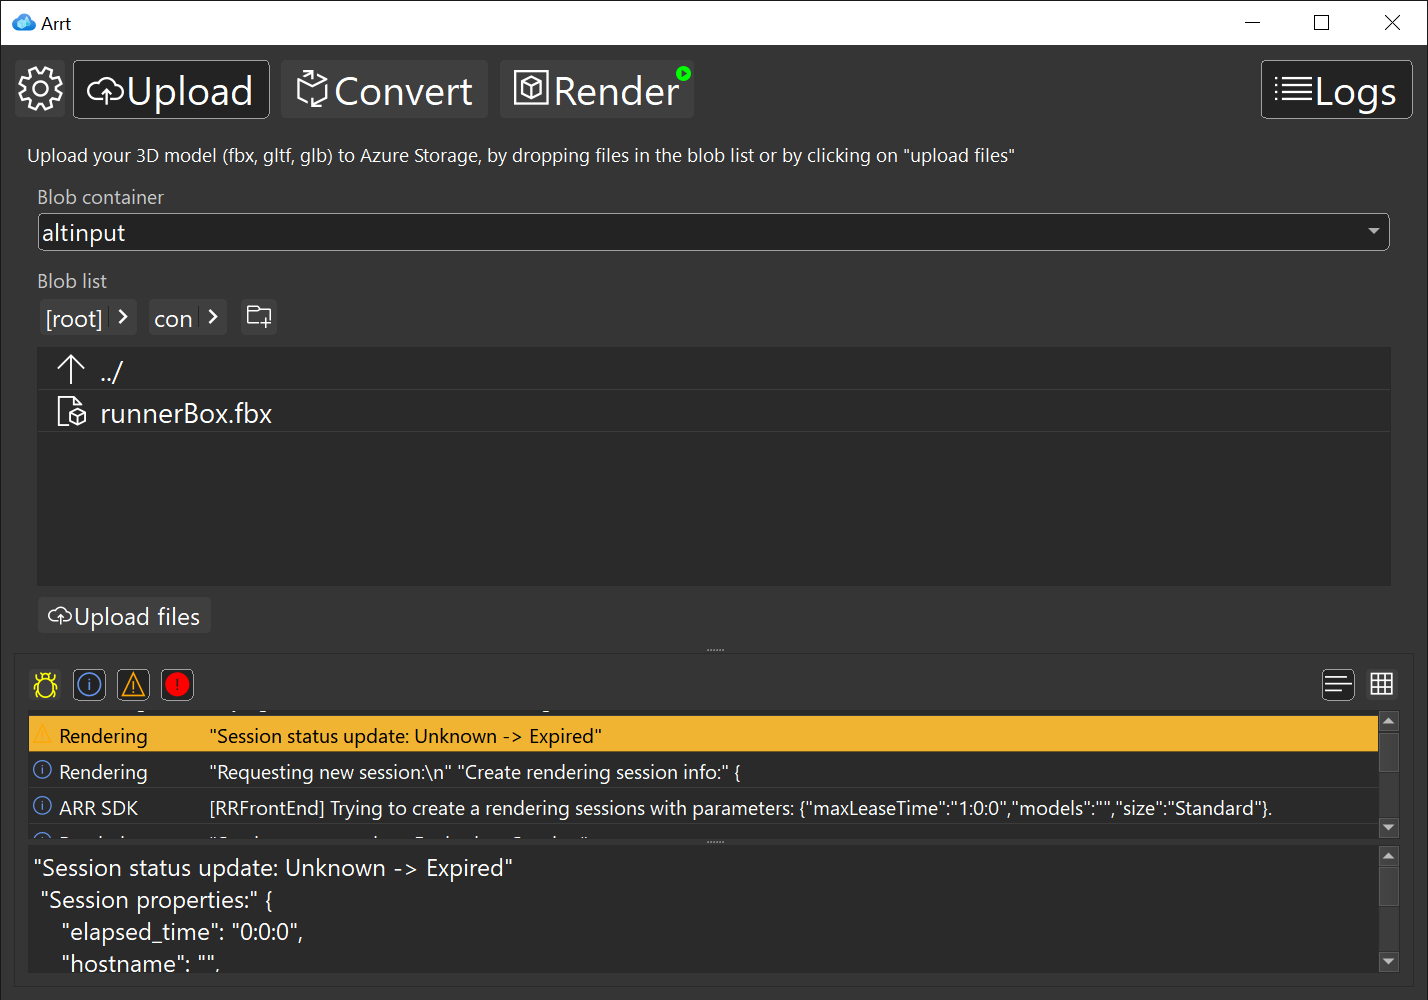 Arrt
Upload Convert Render Logs
Upload your 3D model (fbx, gltf, glb) to Azure Storage, by dropping files in the blob list or by clicking on "upload files"
Blob container
altinput
Blob list
[root] > con >
../
runnerBox.fbx
Upload files
Rendering "Session status update: Unknown -> Expired"
Rendering "Requesting new session:\n" "Create rendering session info:" {
ARR SDK [RRFrontEnd] Trying to create a rendering sessions with parameters: {"maxLeaseTime":"1:0:0","models":"","size":"Standard"}.
"Session status update: Unknown -> Expired"
"Session properties:" {
"elapsed_time": "0:0:0",
"hostname": "",